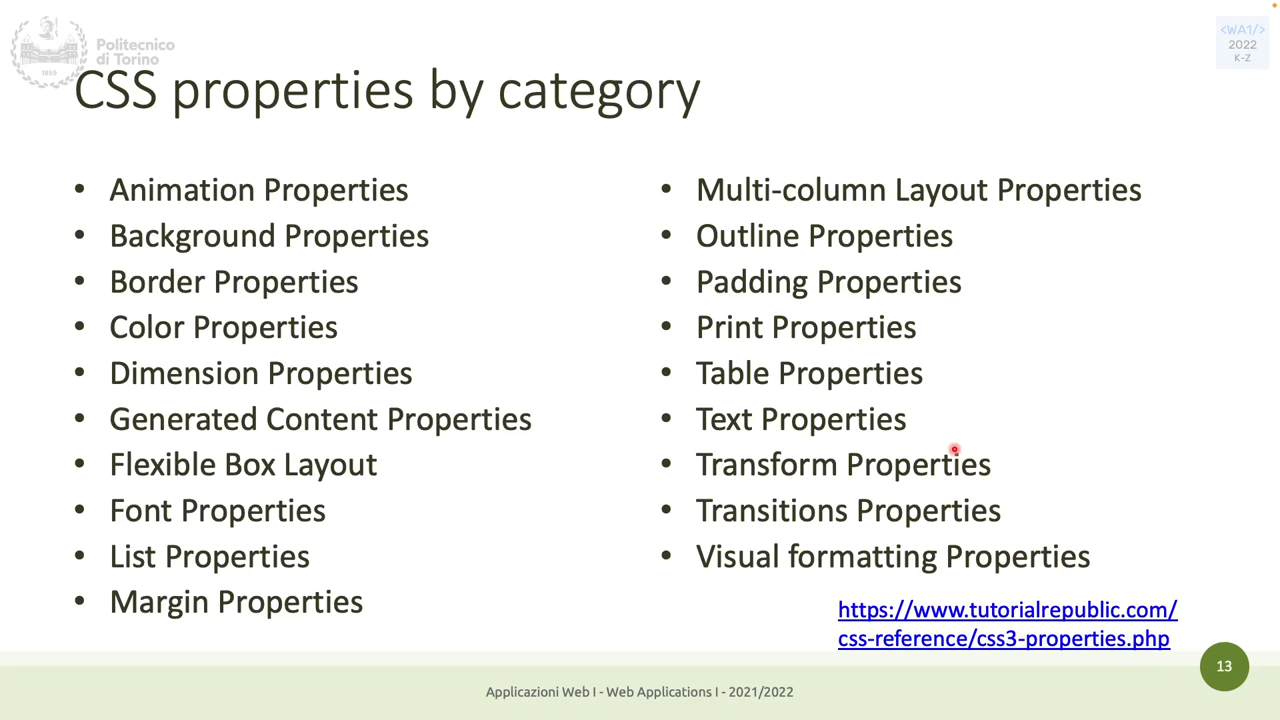 Politecnico
di Torino
1859
<WA1/>
2022
K-Z
CSS properties by category
• Animation Properties
• Background Properties
• Border Properties
• Color Properties
• Dimension Properties
• Generated Content Properties
• Flexible Box Layout
• Font Properties
• List Properties
• Margin Properties
• Multi-column Layout Properties
• Outline Properties
• Padding Properties
• Print Properties
• Table Properties
• Text Properties
• Transform Properties
• Transitions Properties
• Visual formatting Properties
https://www.tutorialrepublic.com/
css-reference/css3-properties.php
13
Applicazioni Web I - Web Applications I - 2021/2022